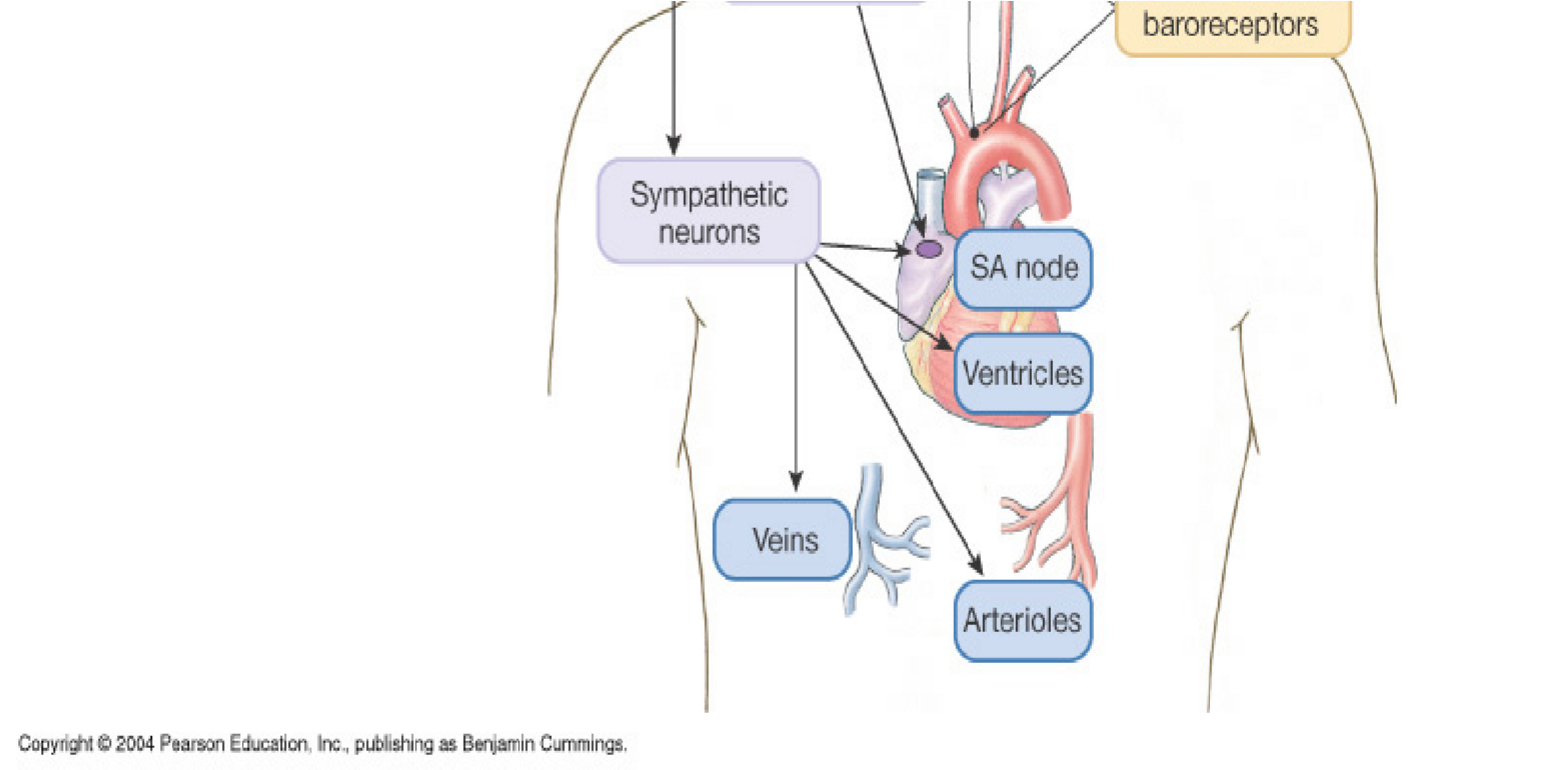 baroreceptors
Sympathetic
neurons
SA node
Ventricles
Veins
Arterioles
Copyright © 2004 Pearson Education, Inc., publishing as Benjamin Cummings.